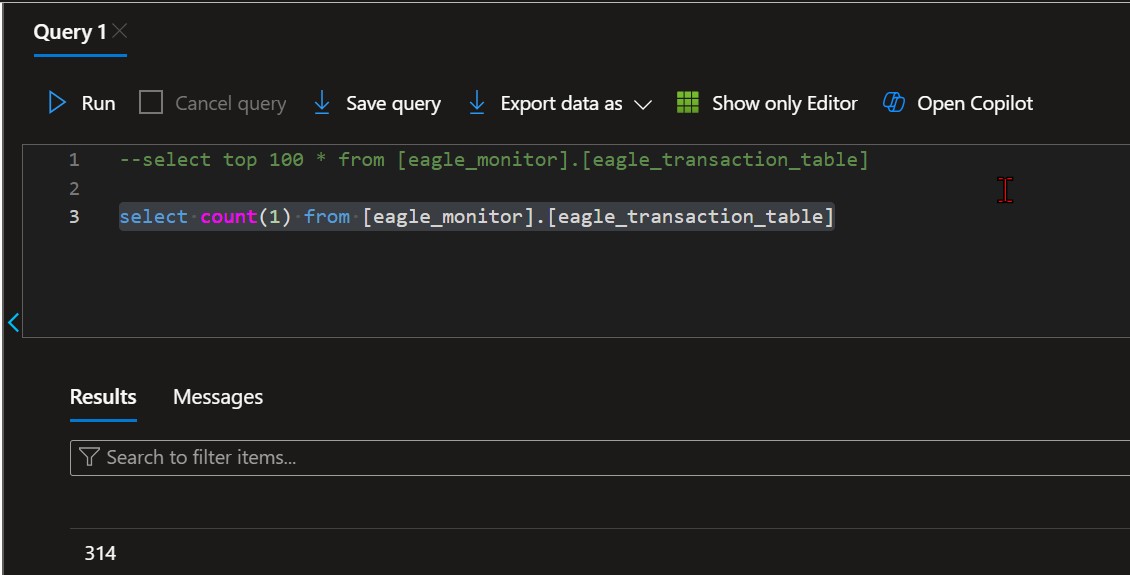 Query 1
Run Cancel query Save query Export data as Show only Editor Open Copilot
1 --select top 100 * from [eagle_monitor].[eagle_transaction_table]
2
3 select count(1) from [eagle_monitor].[eagle_transaction_table]
Results Messages
Search to filter items...
314